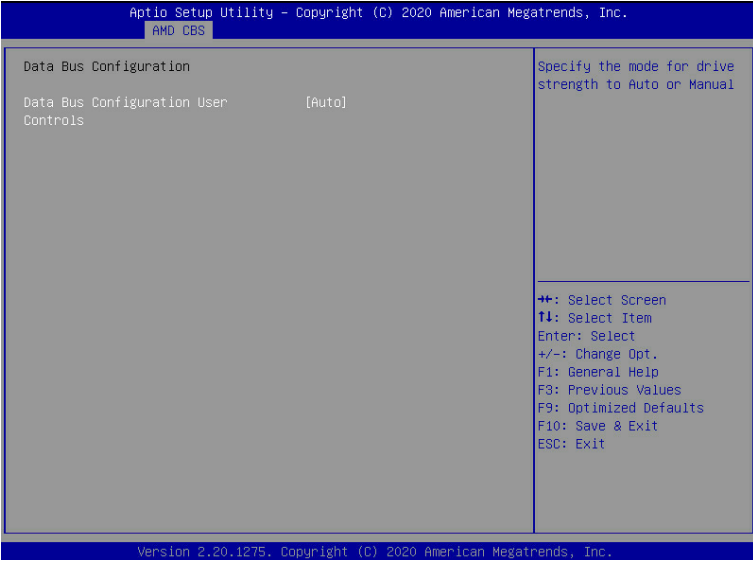 Aptio Setup Utility – Copyright (C) 2020 American Megatrends, Inc.
AMD CBS
Data Bus Configuration
Data Bus Configuration User [Auto]
Controls
Specify the mode for drive
strength to Auto or Manual
→←: Select Screen
↑↓: Select Item
Enter: Select
+/-: Change Opt.
F1: General Help
F3: Previous Values
F9: Optimized Defaults
F10: Save & Exit
ESC: Exit
Version 2.20.1275. Copyright (C) 2020 American Megatrends, Inc.